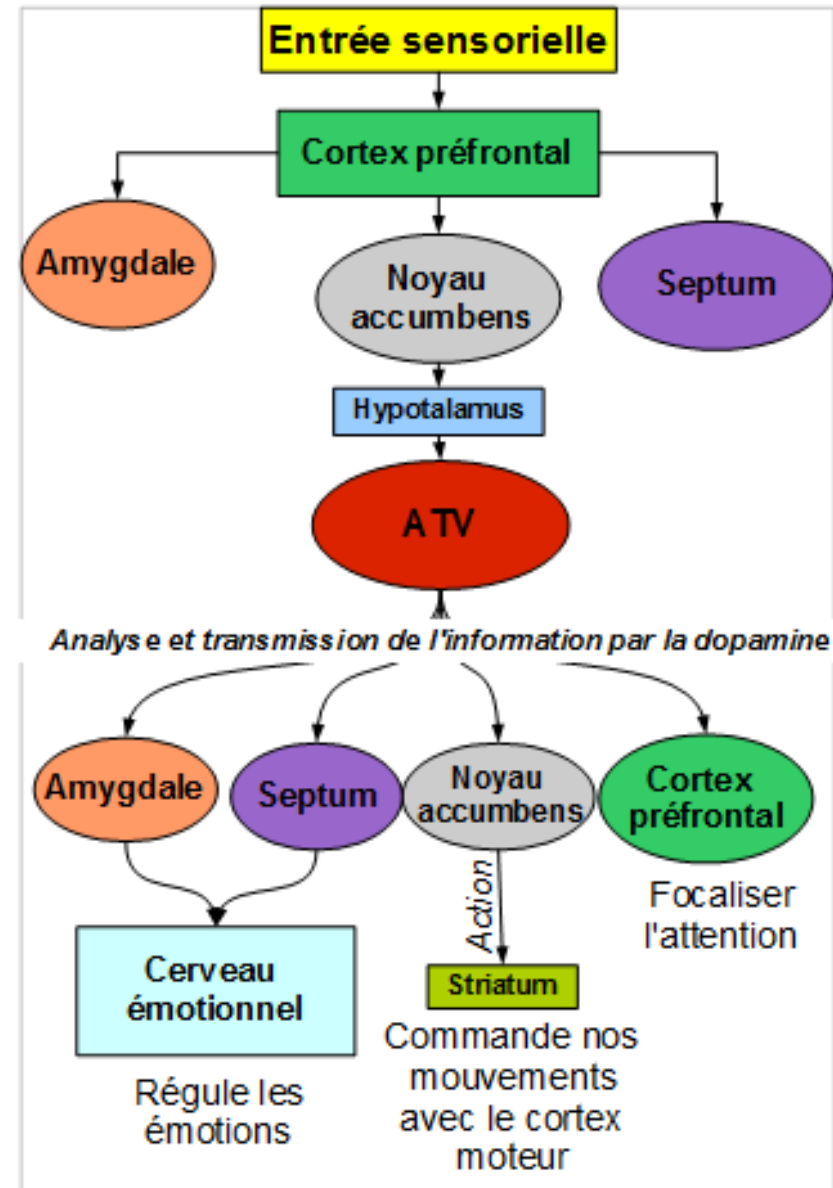 Entrée sensorielle
Cortex préfrontal
Amygdale
Noyau
accumbens
Septum
Hypotalamus
ATV
Analyse et transmission de l'information par la dopamine
Amygdale
Septum
Noyau
accumbens
Cortex
préfrontal
Focaliser
l'attention
Action
Cerveau
émotionnel
Striatum
Régule les
émotions
Commande nos
mouvements
avec le cortex
moteur